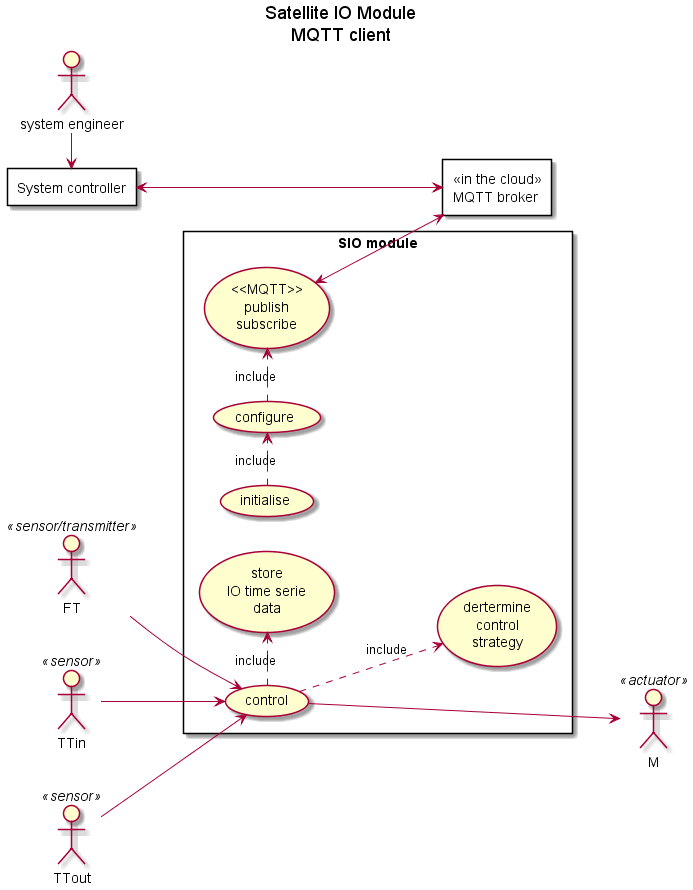 Satellite IO Module
MQTT client
system engineer
System controller
«in the cloud»
MQTT broker
SIO module
<<MQTT>>
publish
subscribe
include
configure
include
initialise
«sensor/transmitter»
FT
store
IO time serie
data
dertermine
control
strategy
include
include
«sensor»
TTin
control
«actuator»
M
«sensor»
TTout